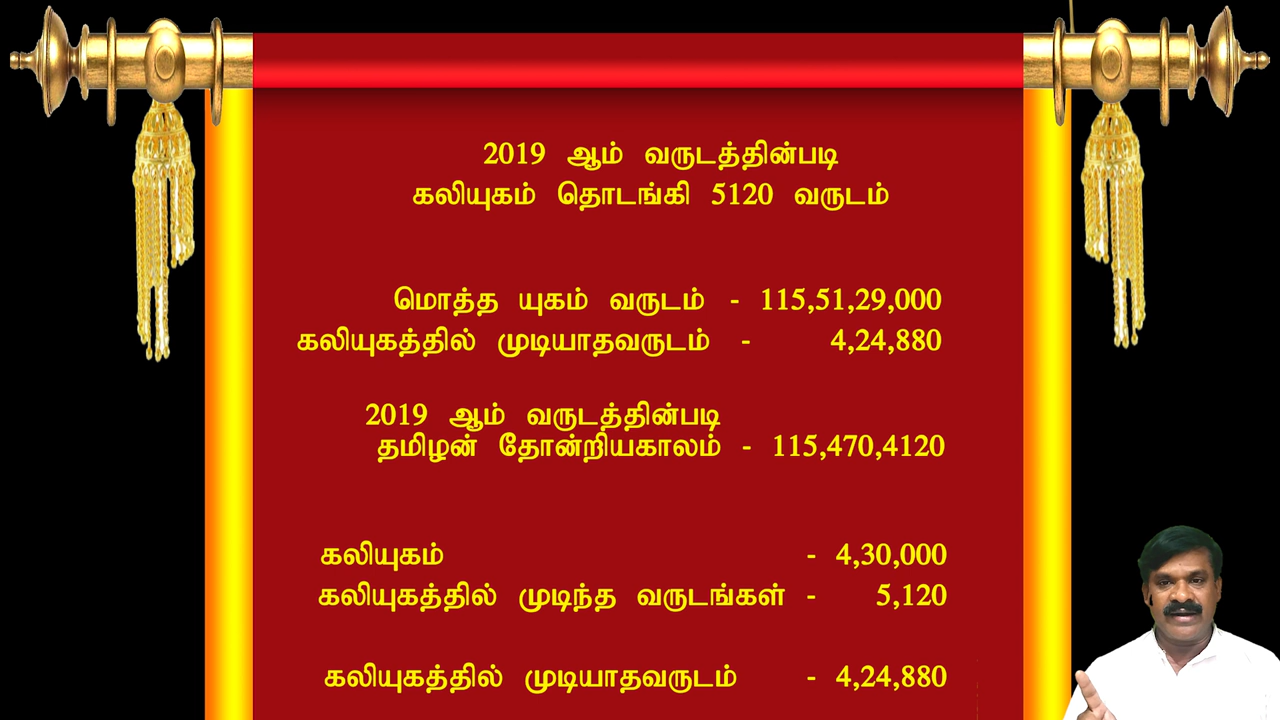 2019 ஆம் வருடத்தின்படி
கலியுகம் தொடங்கி 5120 வருடம்
மொத்த யுகம் வருடம் - 115,51,29,000
கலியுகத்தில் முடியாதவருடம் - 4,24,880
2019 ஆம் வருடத்தின்படி
தமிழன் தோன்றியகாலம் - 115,470,4120
கலியுகம் - 4,30,000
கலியுகத்தில் முடிந்த வருடங்கள் - 5,120
கலியுகத்தில் முடியாதவருடம் - 4,24,880